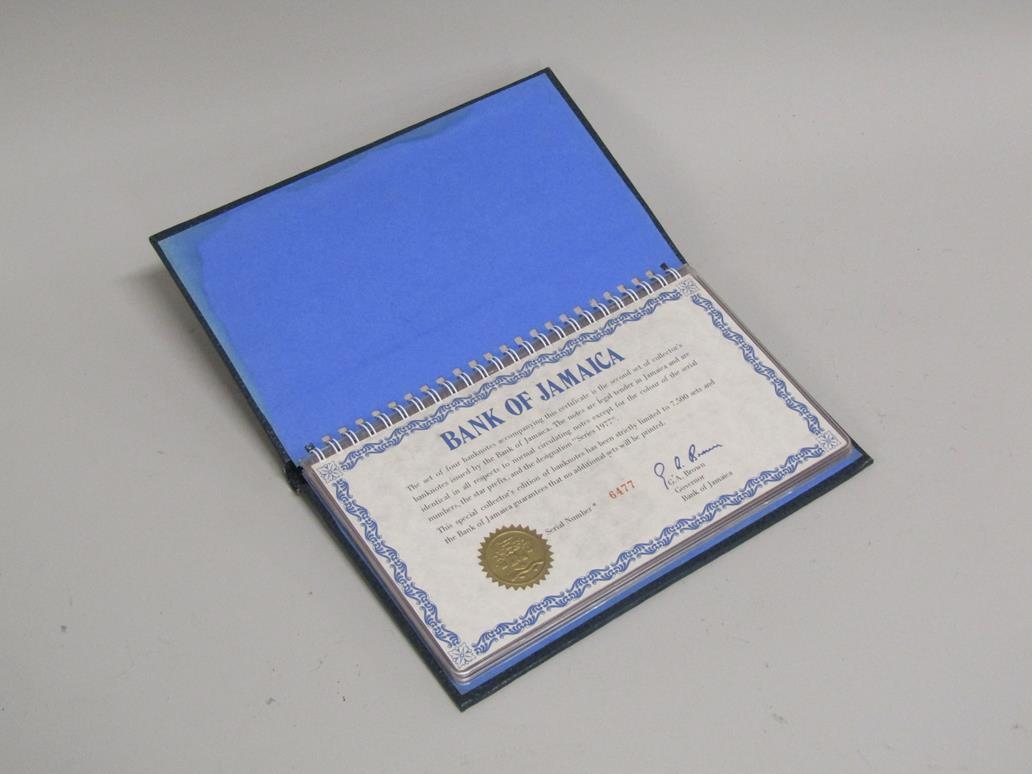 BANK OF JAMAICA
The set of four banknotes accompanying this certificate is the second set of collector's
banknotes issued by the Bank of Jamaica. The notes are legal tender in Jamaica and are
identical in all respects to normal circulating notes except for the colour of the serial
numbers, the star prefix, and the designation "Series 1977".
This special collector's edition of banknotes has been strictly limited to 7,500 sets and
the Bank of Jamaica guarantees that no additional sets will be printed.
G.A. Brown
G.A. Brown
Governor
Bank of Jamaica
Serial Number * 6477